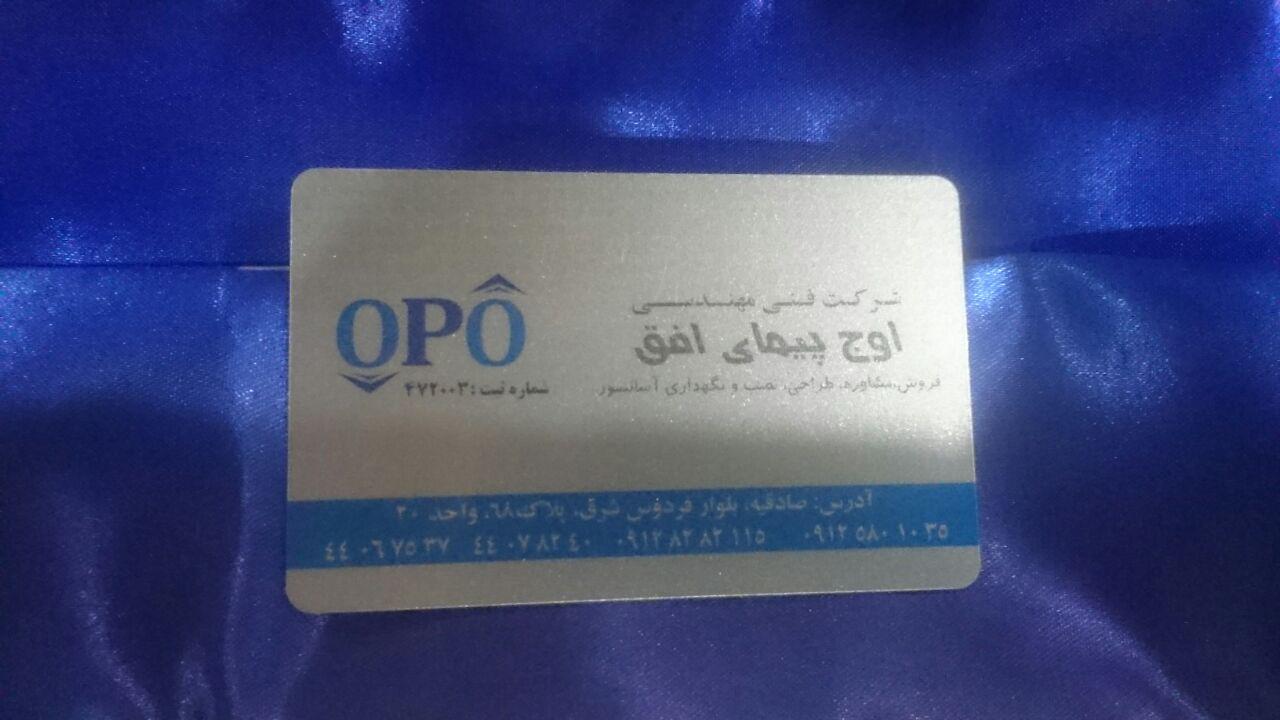 شرکت فنی مهندسی
اوج پیمای افق
فروش، مشاوره، طراحی، نصب و نگهداری آسانسور
OPO
شماره ثبت : ۴۷۲۰۰۳
آدرس: صادقیه، بلوار فردوس شرق، پلاک ۶۸، واحد ۲۰
۰۹۱۲ ۵۸۰ ۱۰ ۳۵   ۰۹۱۲ ۸۲ ۸۲ ۱۱۵   ۴۴ ۰۷ ۸۲ ۴۰   ۴۴ ۰۶ ۷۵ ۳۷